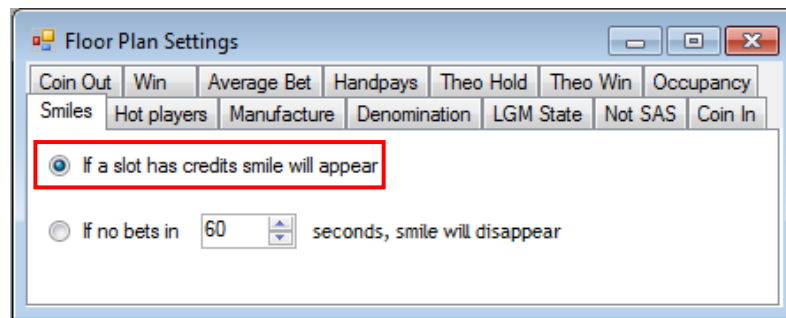 Floor Plan Settings
Coin Out Win Average Bet Handpays Theo Hold Theo Win Occupancy
Smiles Hot players Manufacture Denomination LGM State Not SAS Coin In
If a slot has credits smile will appear
If no bets in 60 seconds, smile will disappear